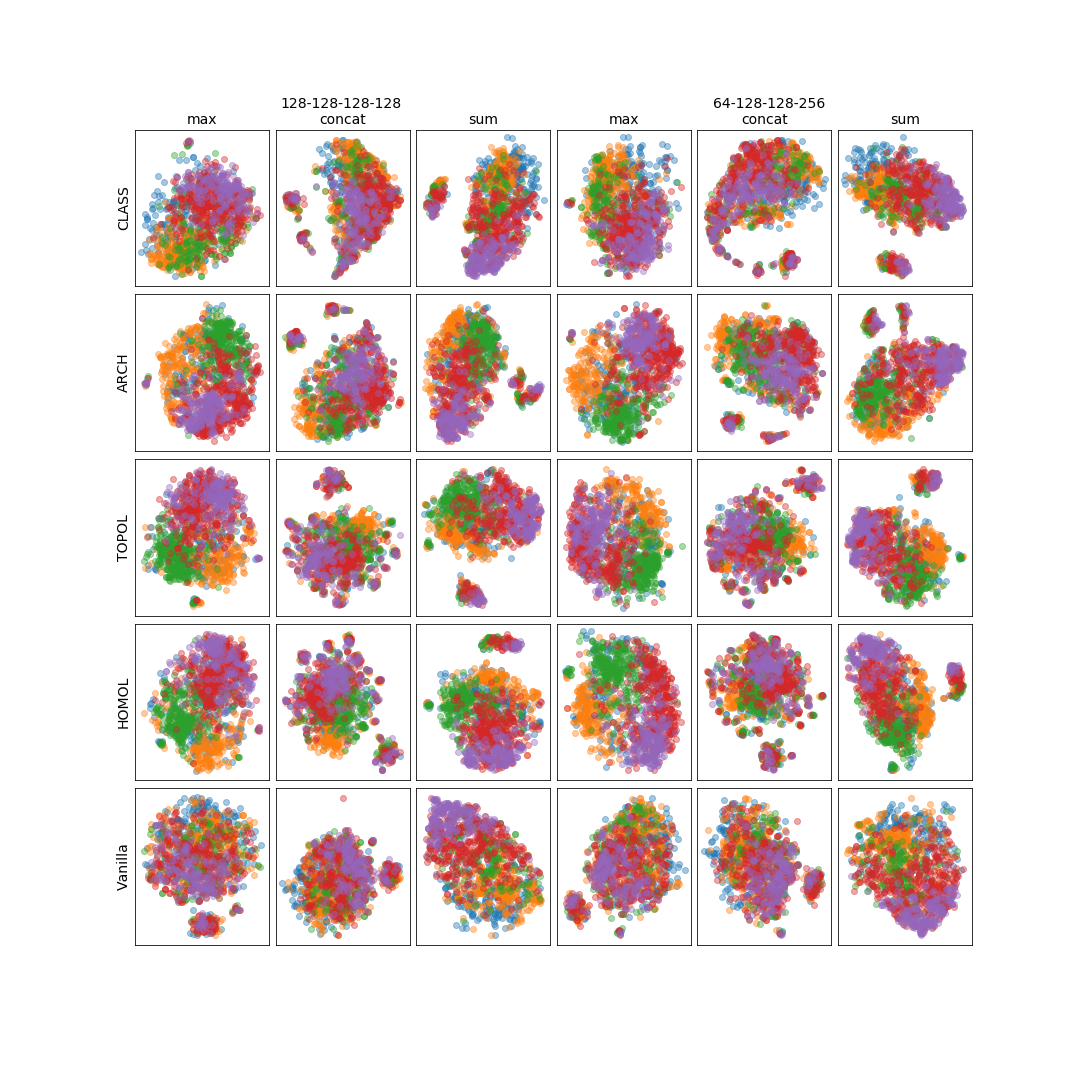 128-128-128-128
64-128-128-256
max
concat
sum
max
concat
sum
CLASS
ARCH
TOPOL
HOMOL
Vanilla